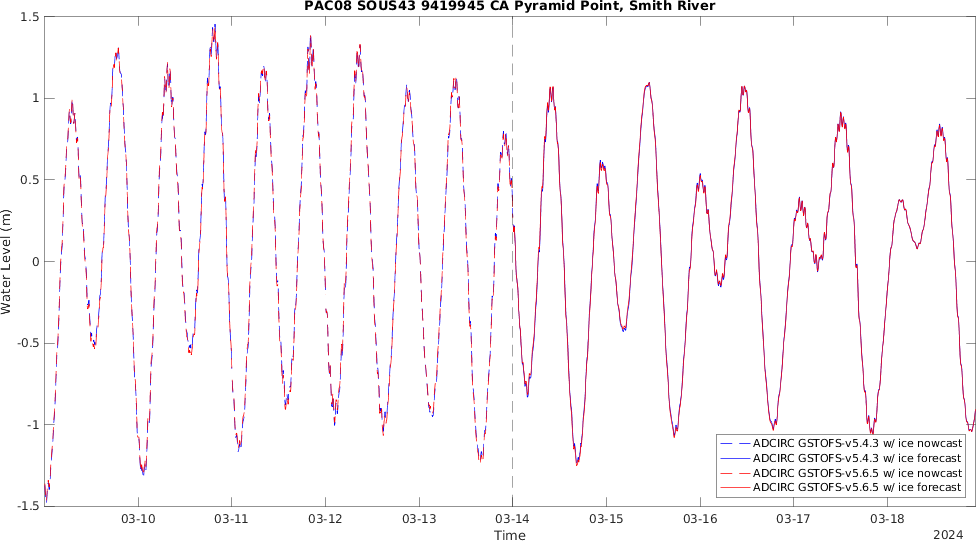 PAC08 SOUS43 9419945 CA Pyramid Point, Smith River
Water Level (m)
1.5
1
0.5
0
-0.5
-1
-1.5
03-10 03-11 03-12 03-13 03-14 03-15 03-16 03-17 03-18
Time
2024
ADCIRC GSTOFS-v5.4.3 w/ ice nowcast
ADCIRC GSTOFS-v5.4.3 w/ ice forecast
ADCIRC GSTOFS-v5.6.5 w/ ice nowcast
ADCIRC GSTOFS-v5.6.5 w/ ice forecast